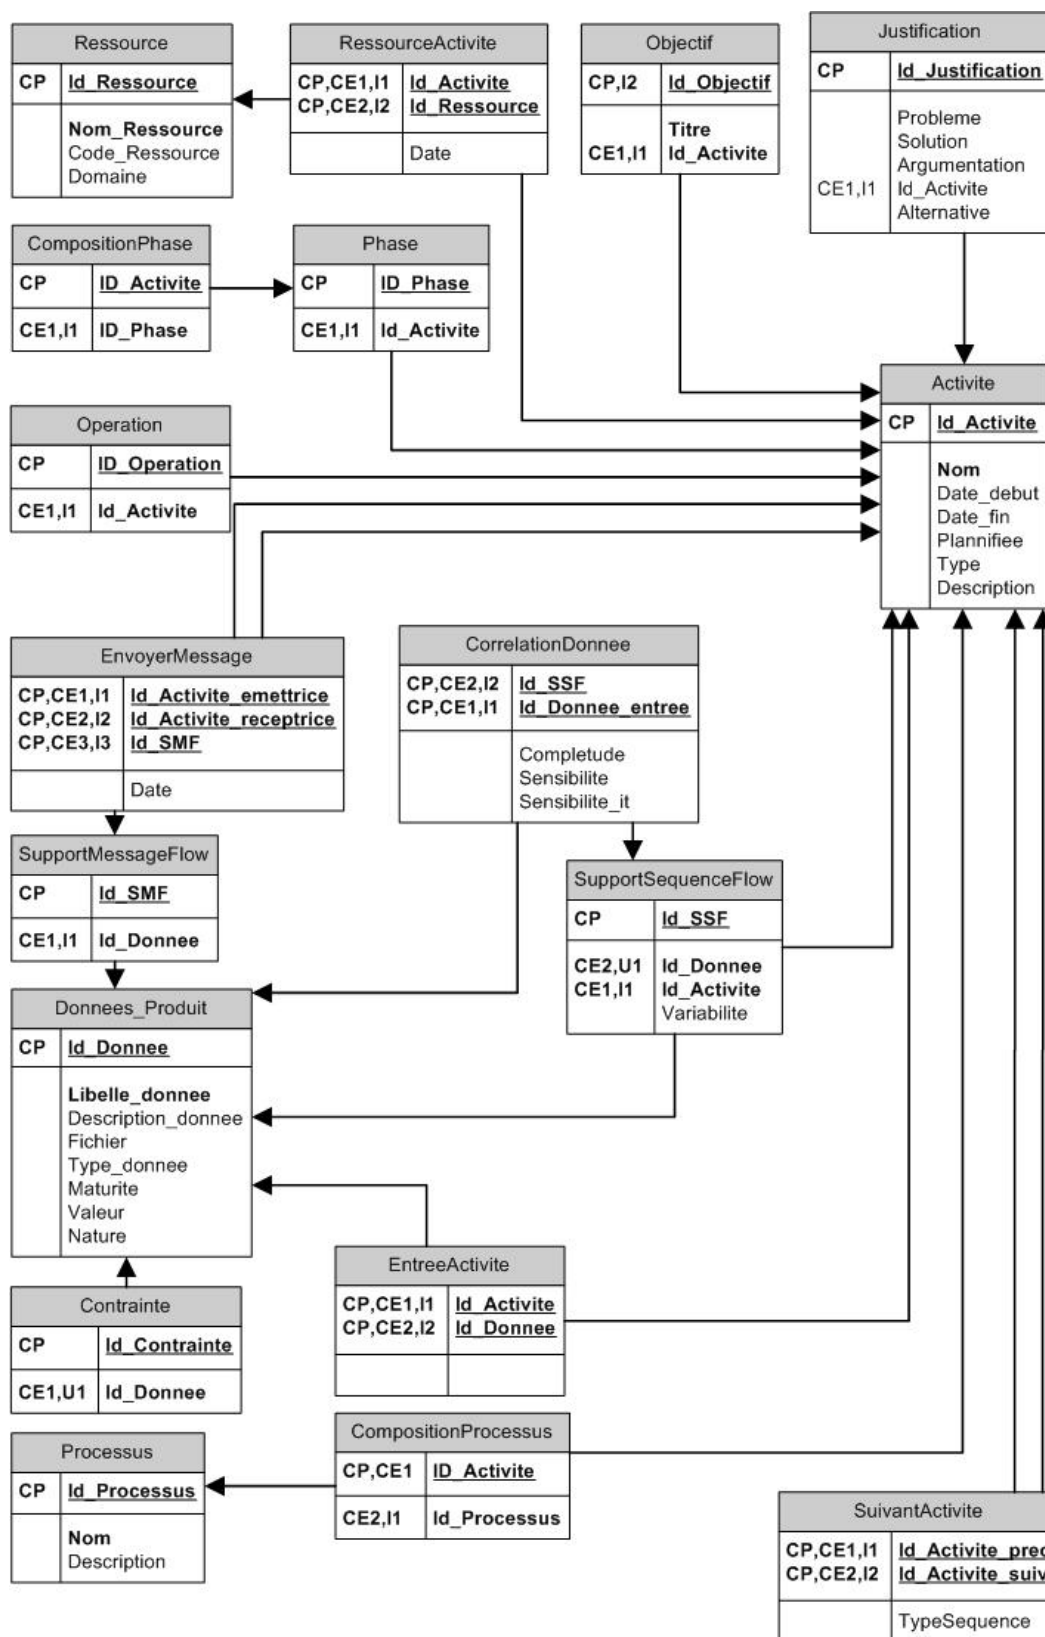 Ressource
CP Id_Ressource
Nom_Ressource
Code_Ressource
Domaine
RessourceActivite
CP,CE1,I1 Id_Activite
CP,CE2,I2 Id_Ressource
Date
Objectif
CP,I2 Id_Objectif
Titre
CE1,I1 Id_Activite
Justification
CP Id_Justification
Probleme
Solution
Argumentation
CE1,I1 Id_Activite
Alternative
CompositionPhase
CP ID_Activite
CE1,I1 ID_Phase
Phase
CP ID_Phase
CE1,I1 Id_Activite
Activite
CP Id_Activite
Nom
Date_debut
Date_fin
Plannifiee
Type
Description
Operation
CP ID_Operation
CE1,I1 Id_Activite
EnvoyerMessage
CP,CE1,I1 Id_Activite_emettrice
CP,CE2,I2 Id_Activite_receptrice
CP,CE3,I3 Id_SMF
Date
CorrelationDonnee
CP,CE2,I2 Id_SSF
CP,CE1,I1 Id_Donnee_entree
Completude
Sensibilite
Sensibilite_it
SupportMessageFlow
CP Id_SMF
CE1,I1 Id_Donnee
SupportSequenceFlow
CP Id_SSF
CE2,U1 Id_Donnee
CE1,I1 Id_Activite
Variabilite
Donnees_Produit
CP Id_Donnee
Libelle_donnee
Description_donnee
Fichier
Type_donnee
Maturite
Valeur
Nature
EntreeActivite
CP,CE1,I1 Id_Activite
CP,CE2,I2 Id_Donnee
Contrainte
CP Id_Contrainte
CE1,U1 Id_Donnee
CompositionProcessus
CP,CE1 ID_Activite
CE2,I1 Id_Processus
Processus
CP Id_Processus
Nom
Description
SuivantActivite
CP,CE1,I1 Id_Activite_prec
CP,CE2,I2 Id_Activite_suiv
TypeSequence